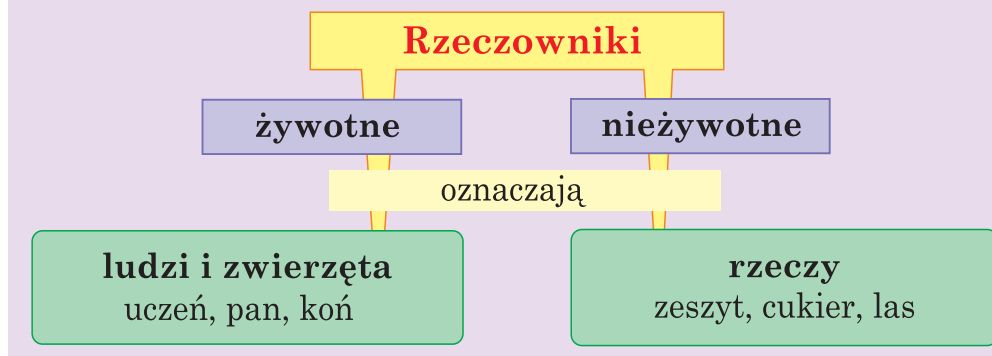 Rzeczowniki
żywotne
nieżywotne
oznaczają
ludzi i zwierzęta
uczeń, pan, koń
rzeczy
zeszyt, cukier, las